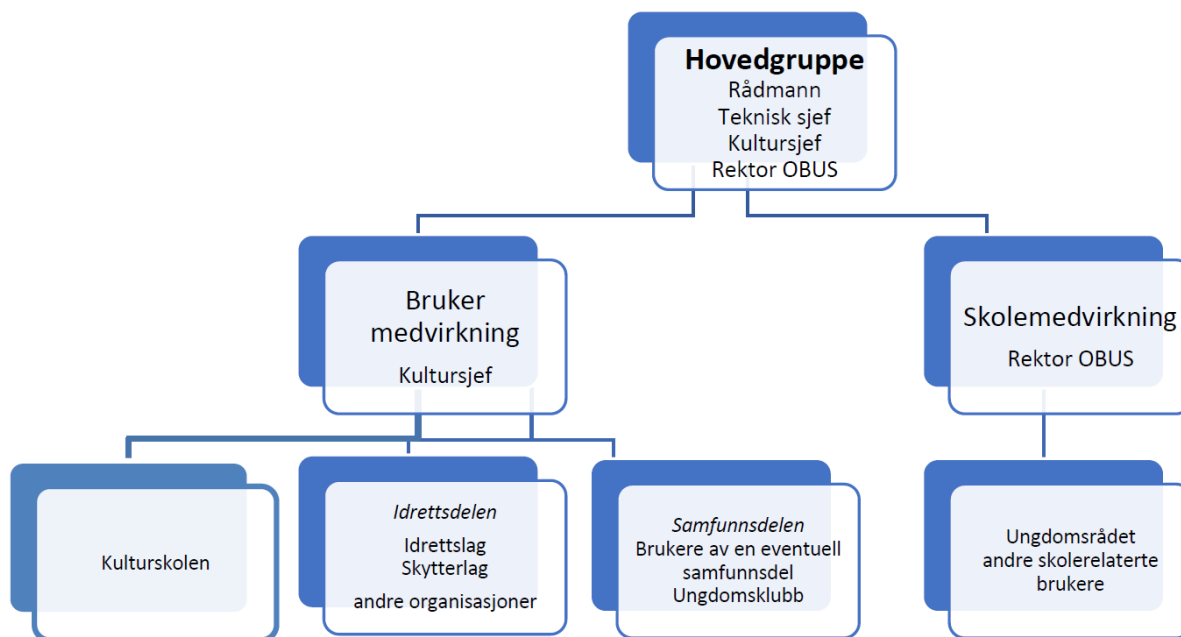 Hovedgruppe
Rådmann
Teknisk sjef
Kultursjef
Rektor OBUS
Bruker
medvirkning
Kultursjef
Skolemedvirkning
Rektor OBUS
Kulturskolen
Idrettsdelen
Idrettslag
Skytterlag
andre organisasjoner
Samfunnsdelen
Brukere av en eventuell
samfunnsdel
Ungdomsklubb
Ungdomsrådet
andre skolerelaterte
brukere